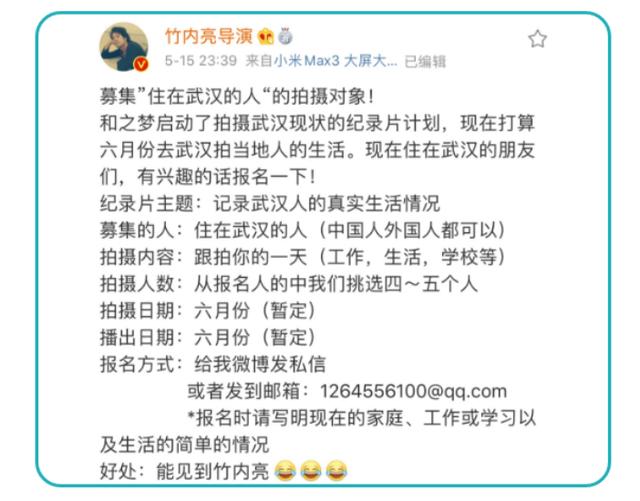 竹内亮导演
5-15 23:39 来自小米Max3 大屏大... 已编辑
募集”住在武汉的人“的拍摄对象！
和之梦启动了拍摄武汉现状的纪录片计划，现在打算
六月份去武汉拍当地人的生活。现在住在武汉的朋友
们，有兴趣的话报名一下！
纪录片主题：记录武汉人的真实生活情况
募集的人：住在武汉的人（中国人外国人都可以）
拍摄内容：跟拍你的一天（工作，生活，学校等）
拍摄人数：从报名人的中我们挑选四～五个人
拍摄日期：六月份（暂定）
播出日期：六月份（暂定）
报名方式：给我微博发私信
或者发到邮箱：1264556100@qq.com
*报名时请写明现在的家庭、工作或学习以
及生活的简单的情况
好处：能见到竹内亮😂😂😂